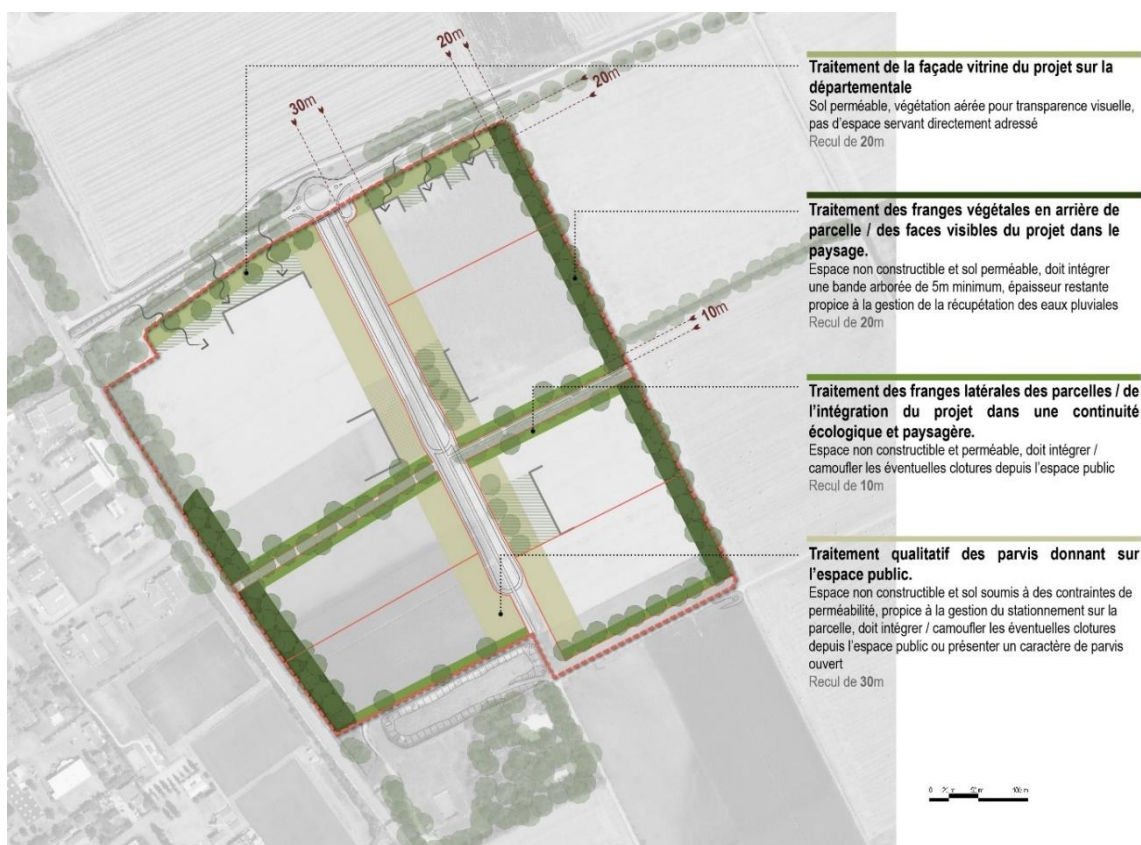 20m
20m
30m
10m
Traitement de la façade vitrine du projet sur la
départementale
Sol perméable, végétation aérée pour transparence visuelle,
pas d'espace servant directement adressé
Recul de 20m
Traitement des franges végétales en arrière de
parcelle / des faces visibles du projet dans le
paysage.
Espace non constructible et sol perméable, doit intégrer
une bande arborée de 5m minimum, épaisseur restante
propice à la gestion de la récupétation des eaux pluviales
Recul de 20m
Traitement des franges latérales des parcelles / de
l'intégration du projet dans une continuité
écologique et paysagère.
Espace non constructible et perméable, doit intégrer /
camoufler les éventuelles clotures depuis l'espace public
Recul de 10m
Traitement qualitatif des parvis donnant sur
l'espace public.
Espace non constructible et sol soumis à des contraintes de
perméabilité, propice à la gestion du stationnement sur la
parcelle, doit intégrer / camoufler les éventuelles clotures
depuis l'espace public ou présenter un caractère de parvis
ouvert
Recul de 30m
0